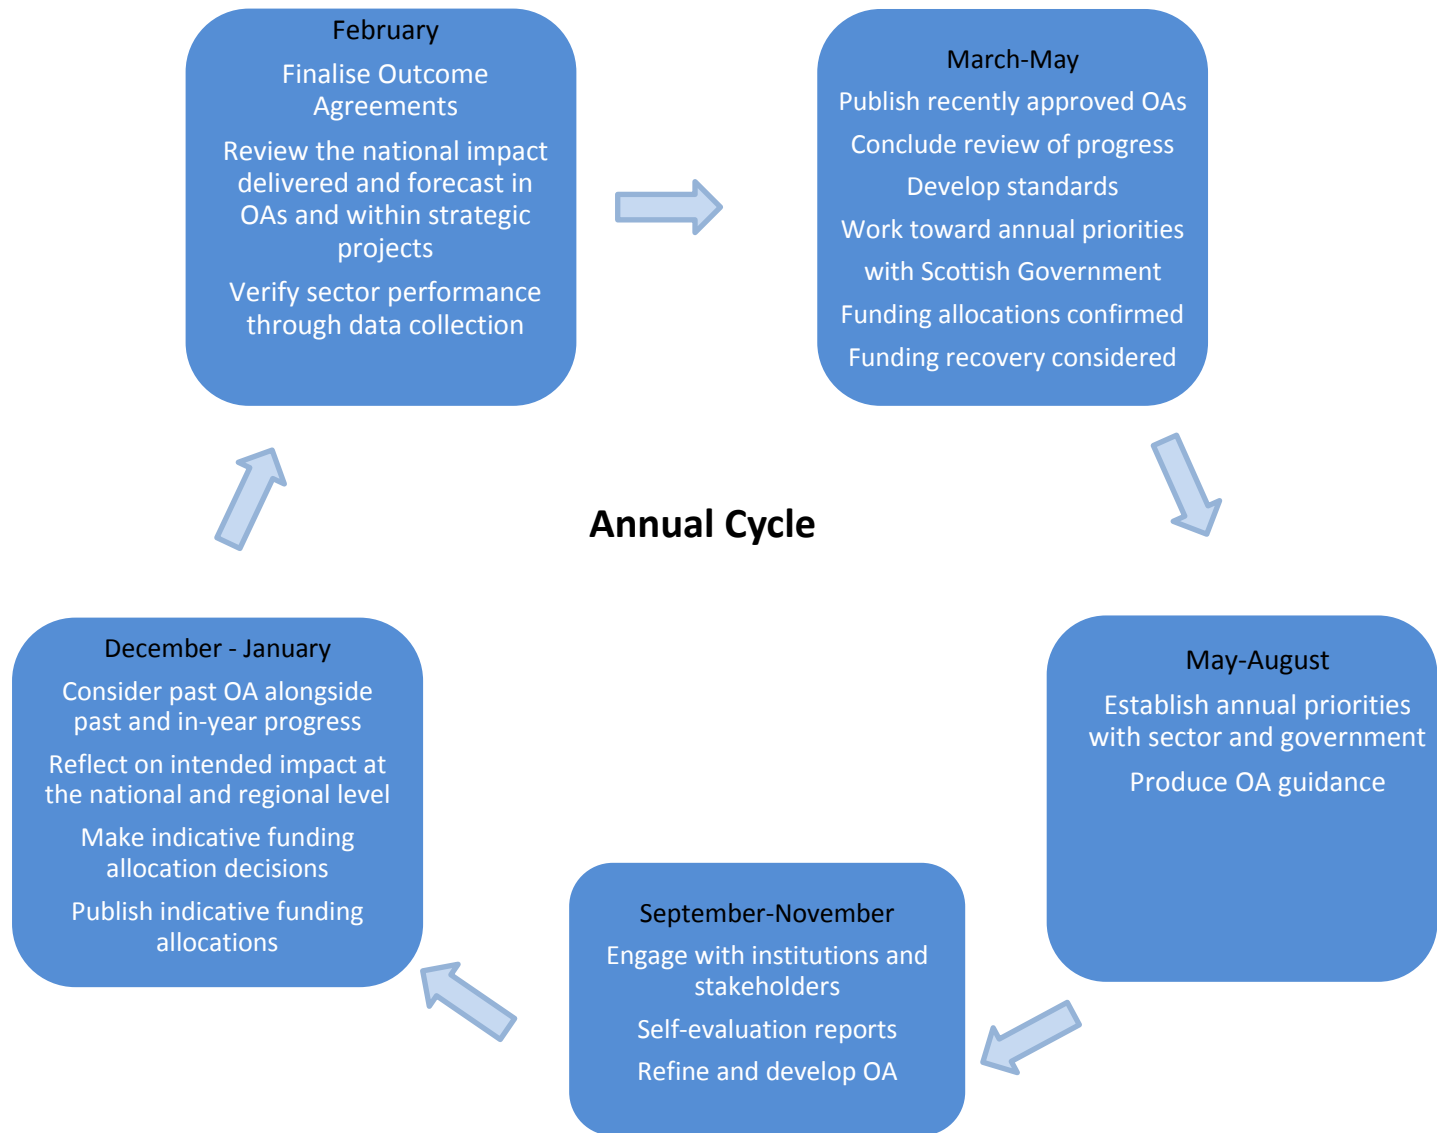 February
Finalise Outcome
Agreements
Review the national impact
delivered and forecast in
OAs and within strategic
projects
Verify sector performance
through data collection
March-May
Publish recently approved OAs
Conclude review of progress
Develop standards
Work toward annual priorities
with Scottish Government
Funding allocations confirmed
Funding recovery considered
Annual Cycle
December - January
Consider past OA alongside
past and in-year progress
Reflect on intended impact at
the national and regional level
Make indicative funding
allocation decisions
Publish indicative funding
allocations
May-August
Establish annual priorities
with sector and government
Produce OA guidance
September-November
Engage with institutions and
stakeholders
Self-evaluation reports
Refine and develop OA